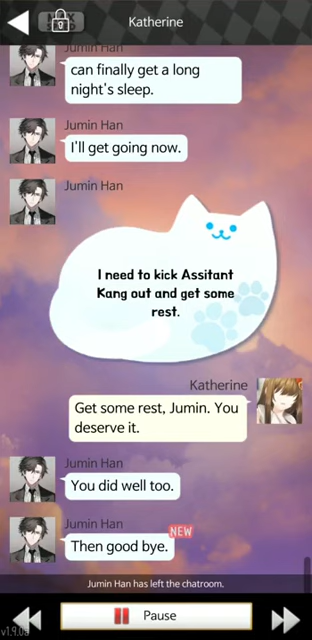 Katherine
Jumin Han
can finally get a long
night's sleep.
Jumin Han
I'll get going now.
Jumin Han
I need to kick Assitant
Kang out and get some
rest.
Katherine
Get some rest, Jumin. You
deserve it.
Jumin Han
You did well too.
Jumin Han
NEW
Then good bye.
Jumin Han has left the chatroom.
Pause